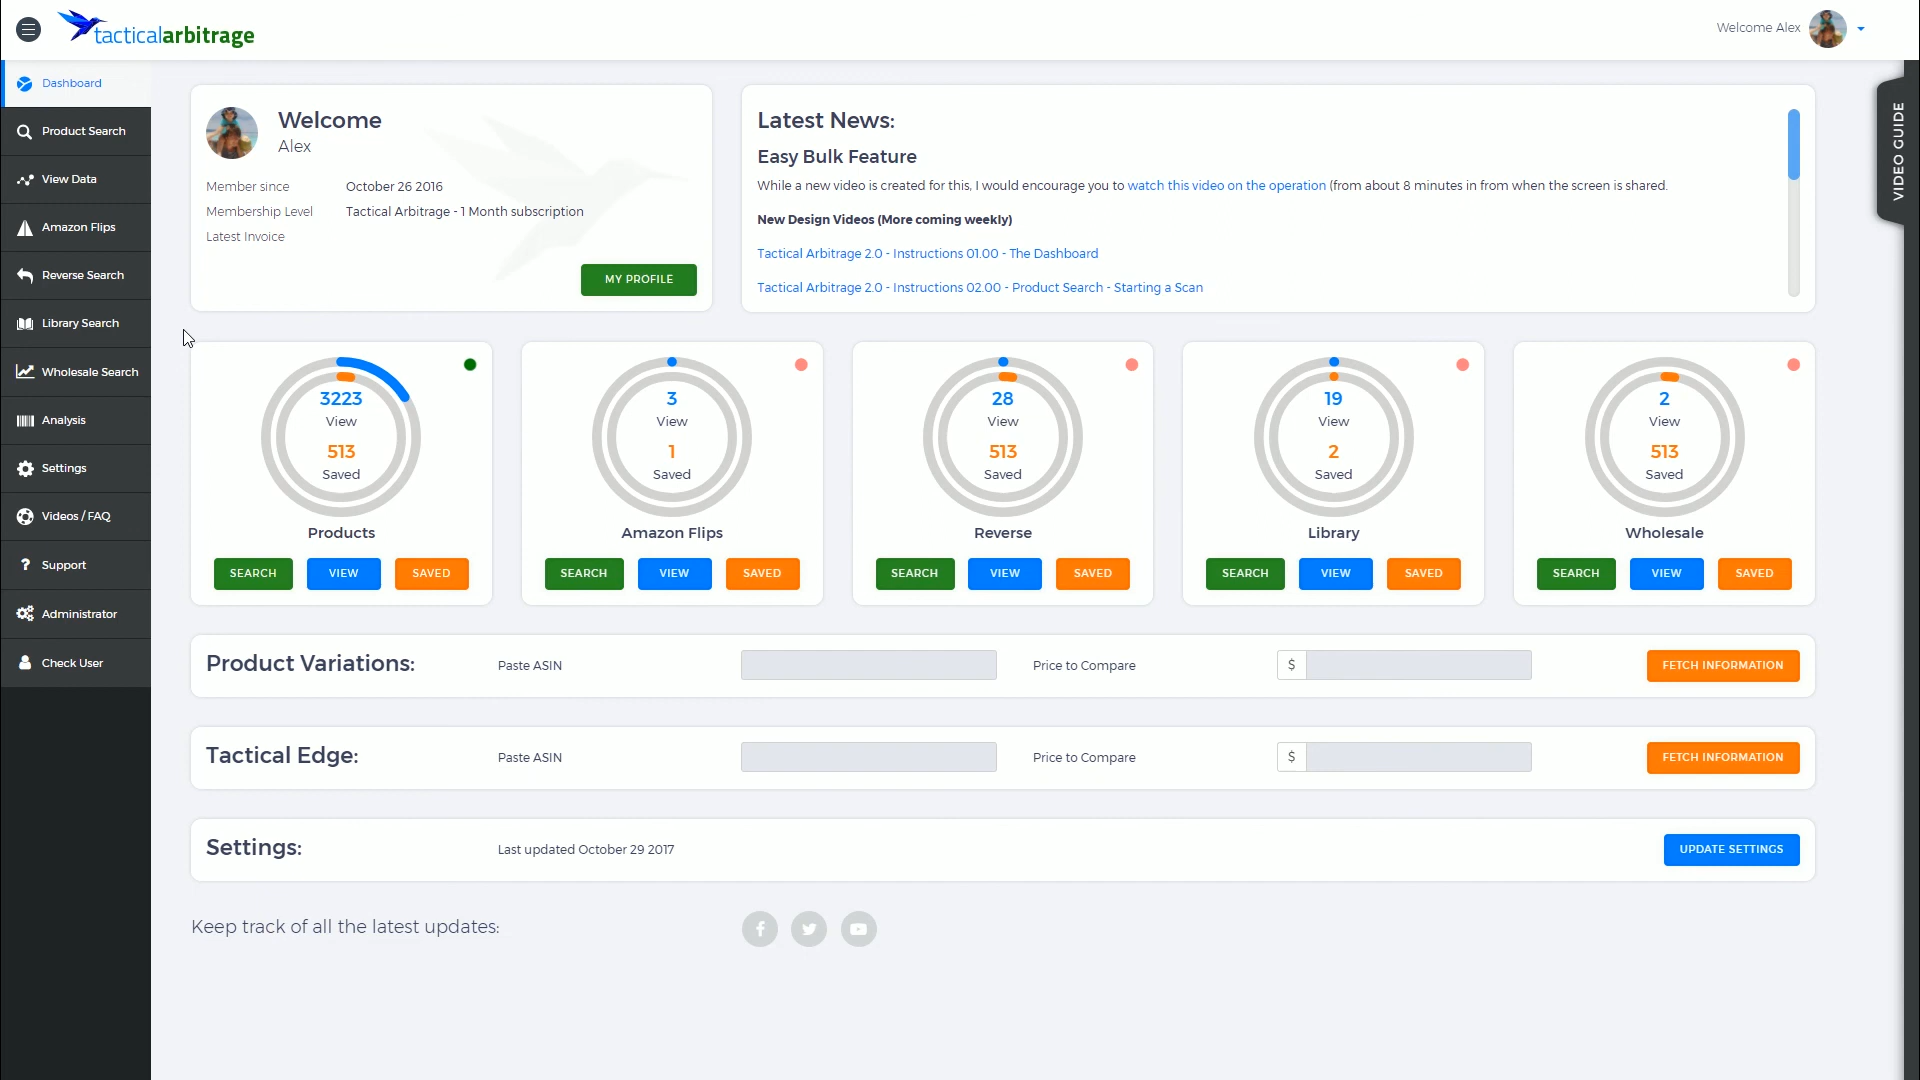 tacticalarbitrage
Welcome Alex
Dashboard
Product Search
View Data
Amazon Flips
Reverse Search
Library Search
Wholesale Search
Analysis
Settings
Videos / FAQ
Support
Administrator
Check User
Welcome
Alex
Member since October 26 2016
Membership Level Tactical Arbitrage - 1 Month subscription
Latest Invoice
MY PROFILE
Latest News:
Easy Bulk Feature
While a new video is created for this, I would encourage you to watch this video on the operation (from about 8 minutes in from when the screen is shared.
New Design Videos (More coming weekly)
Tactical Arbitrage 2.0 - Instructions 01.00 - The Dashboard
Tactical Arbitrage 2.0 - Instructions 02.00 - Product Search - Starting a Scan
VIDEO GUIDE
3223
View
513
Saved
Products
SEARCH VIEW SAVED
3
View
1
Saved
Amazon Flips
SEARCH VIEW SAVED
28
View
513
Saved
Reverse
SEARCH VIEW SAVED
19
View
2
Saved
Library
SEARCH VIEW SAVED
2
View
513
Saved
Wholesale
SEARCH VIEW SAVED
Product Variations: Paste ASIN Price to Compare $ FETCH INFORMATION
Tactical Edge: Paste ASIN Price to Compare $ FETCH INFORMATION
Settings: Last updated October 29 2017 UPDATE SETTINGS
Keep track of all the latest updates: